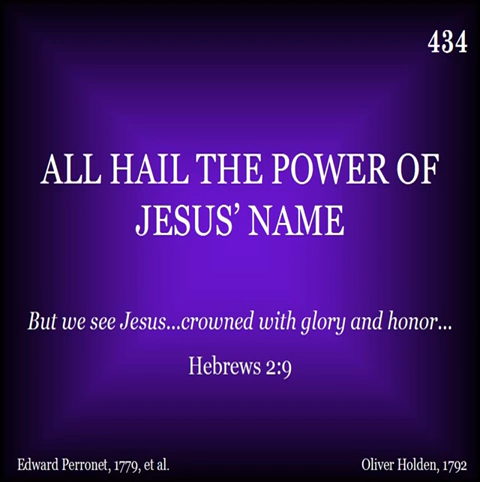 434
ALL HAIL THE POWER OF
JESUS’ NAME
But we see Jesus...crowned with glory and honor...
Hebrews 2:9
Edward Perronet, 1779, et al.
Oliver Holden, 1792